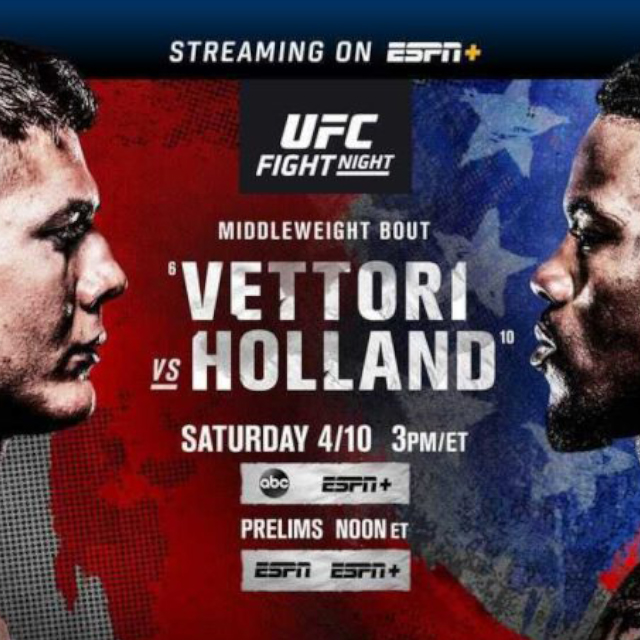 STREAMING ON ESPN+
UFC
FIGHT NIGHT
MIDDLEWEIGHT BOUT
6 VETTORI
VS HOLLAND 10
SATURDAY 4/10 3PM/ET
abc ESPN+
PRELIMS NOON ET
ESPN ESPN+